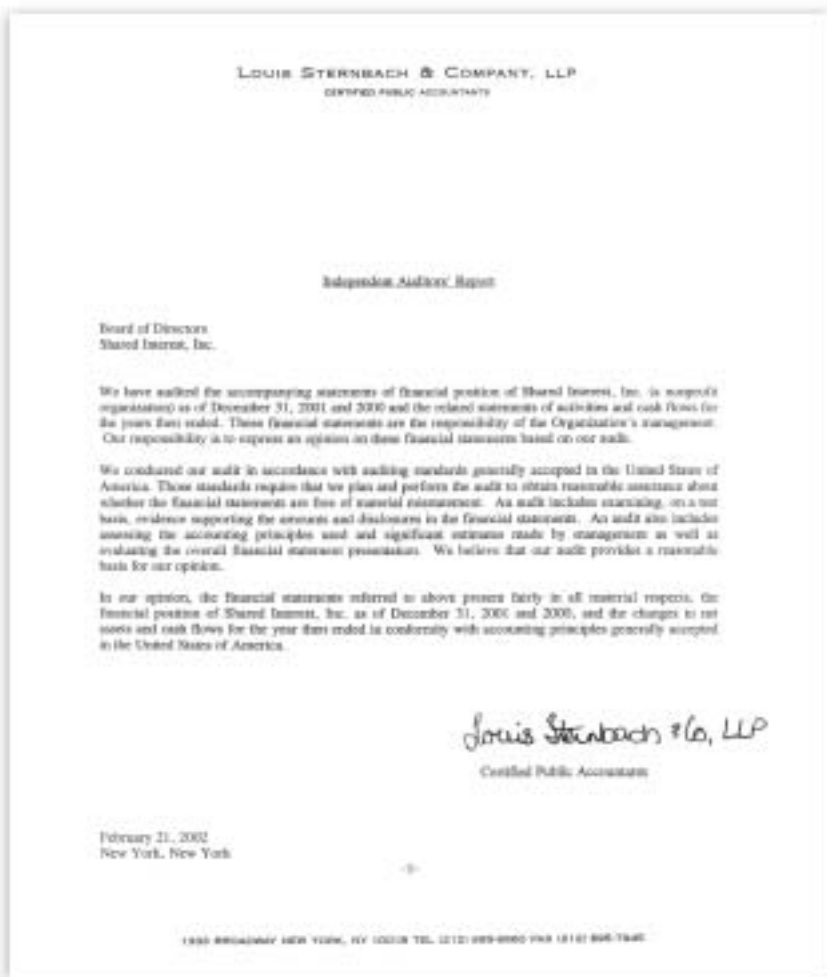 LOUIS STERNBACH & COMPANY, LLP
CERTIFIED PUBLIC ACCOUNTANTS
Independent Auditors' Report
Board of Directors
Shared Interest, Inc.
We have audited the accompanying statements of financial position of Shared Interest, Inc. (a nonprofit
organization) as of December 31, 2001 and 2000 and the related statements of activities and cash flows for
the years then ended. These financial statements are the responsibility of the Organization's management.
Our responsibility is to express an opinion on these financial statements based on our audit.
We conducted our audit in accordance with auditing standards generally accepted in the United States of
America. Those standards require that we plan and perform the audit to obtain reasonable assurance about
whether the financial statements are free of material misstatement. An audit includes examining, on a test
basis, evidence supporting the amounts and disclosures in the financial statements. An audit also includes
assessing the accounting principles used and significant estimates made by management as well as
evaluating the overall financial statement presentation. We believe that our audit provides a reasonable
basis for our opinion.
In our opinion, the financial statements referred to above present fairly in all material respects, the
financial position of Shared Interest, Inc. as of December 31, 2001 and 2000, and the changes to net
assets and cash flows for the year then ended in conformity with accounting principles generally accepted
in the United States of America.
Louis Sternbach & Co, LLP
Certified Public Accountants
February 21, 2002
New York, New York
BROADWAY NEW YORK, NY TEL (212) FAX (212)